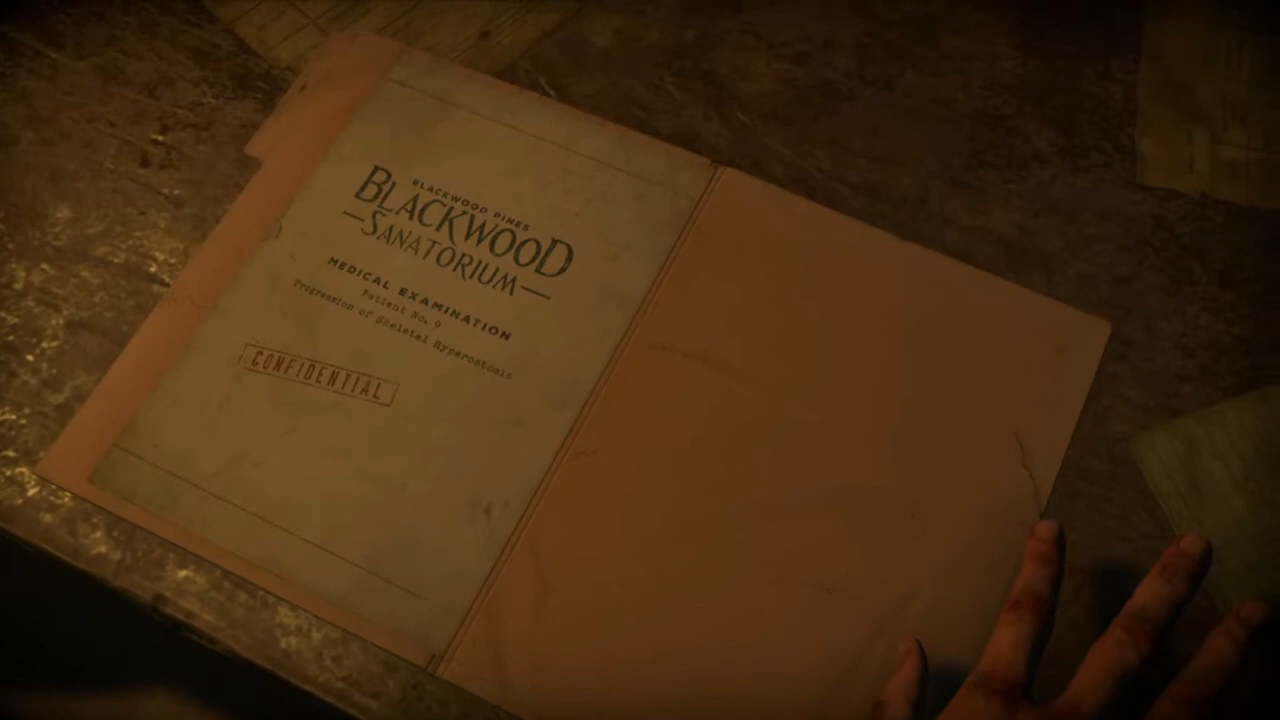 BLACKWOOD PINES
BLACKWOOD
SANATORIUM
MEDICAL EXAMINATION
Patient No. 9
Progression of Skeletal Hyperostosis
CONFIDENTIAL